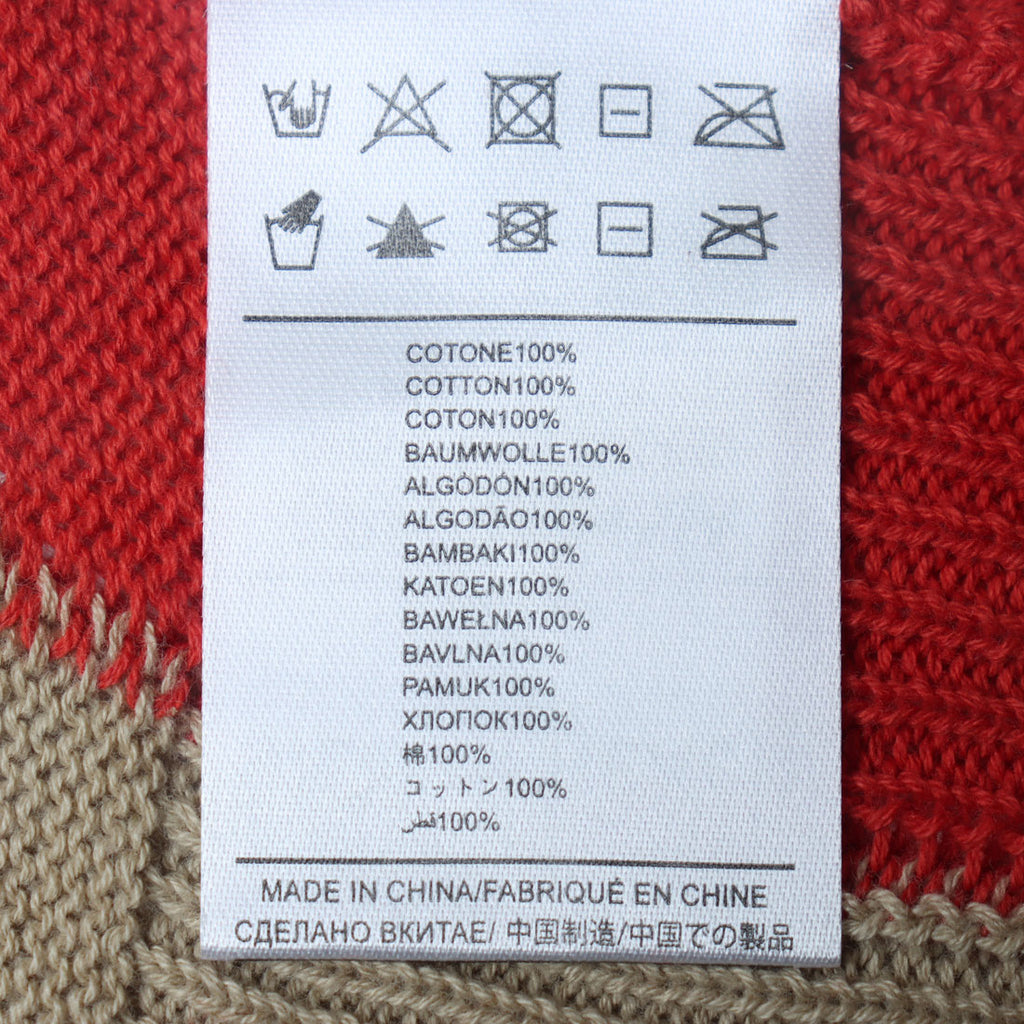 COTONE100%
COTTON100%
COTON100%
BAUMWOLLE100%
ALGÓDÓN100%
ALGODÃO100%
BAMBAKI100%
KATOEN100%
BAWEŁNA100%
BAVLNA100%
PAMUK100%
ХЛОПОК100%
棉100%
コットン100%
قطر100%
MADE IN CHINA/FABRIQUÉ EN CHINE
СДЕЛАНО ВКИТАЕ/ 中国制造/中国での製品